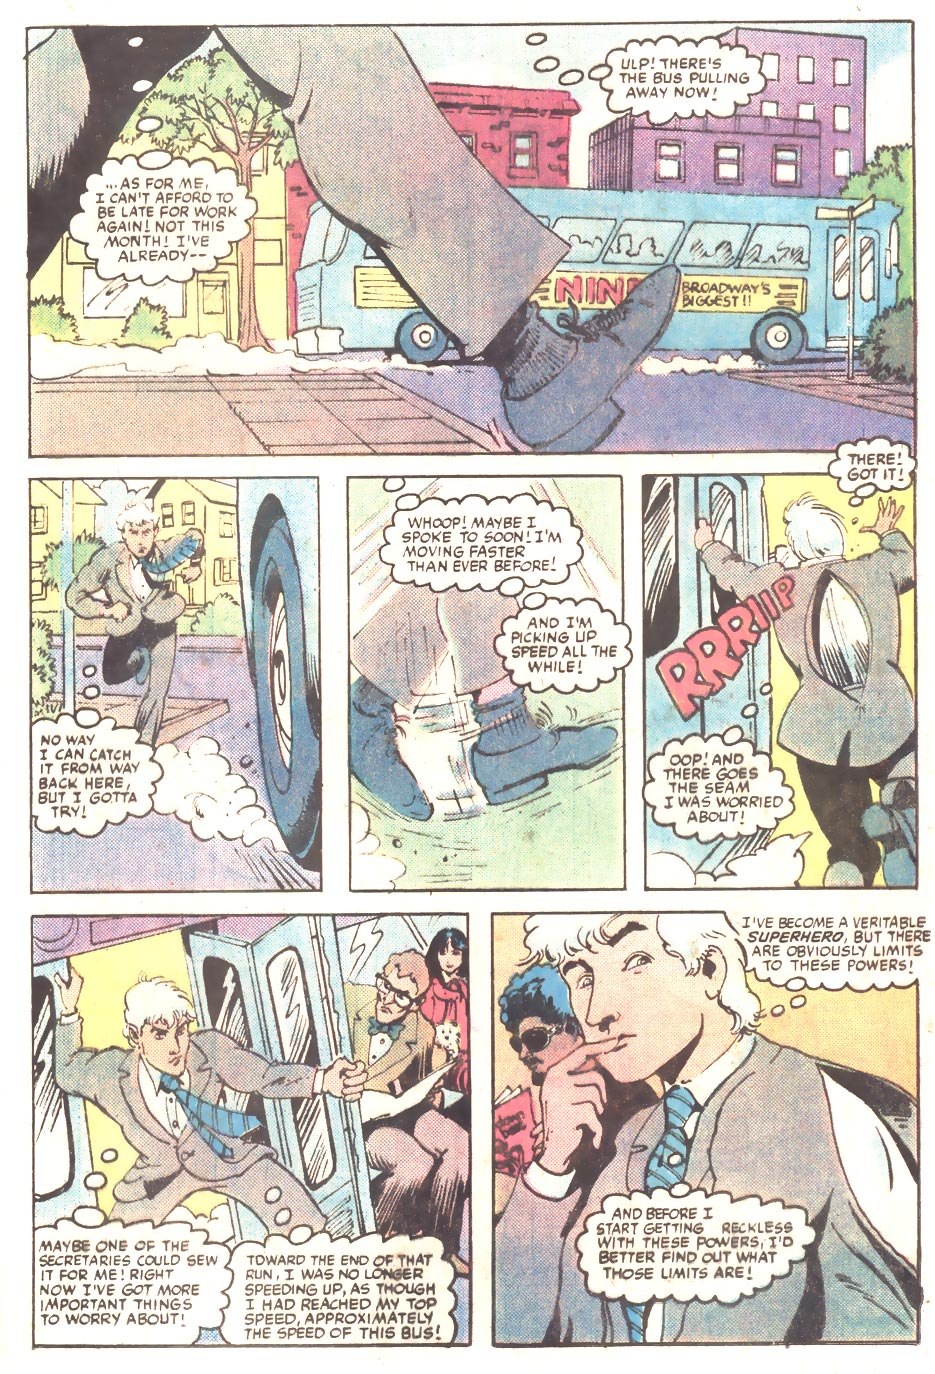 ...AS FOR ME,
I CAN'T AFFORD TO
BE LATE FOR WORK
AGAIN! NOT THIS
MONTH! I'VE
ALREADY--
ULP! THERE'S
THE BUS PULLING
AWAY NOW!
NINE
BROADWAY'S
BIGGEST!!
NO WAY
I CAN CATCH
IT FROM WAY
BACK HERE,
BUT I GOTTA
TRY!
WHOOP! MAYBE I
SPOKE TO SOON! I'M
MOVING FASTER
THAN EVER BEFORE!
AND I'M
PICKING UP
SPEED ALL THE
WHILE!
THERE!
GOT IT!
RRRRIIP
OOP! AND
THERE GOES
THE SEAM
I WAS WORRIED
ABOUT!
MAYBE ONE OF THE
SECRETARIES COULD SEW
IT FOR ME! RIGHT
NOW I'VE GOT MORE
IMPORTANT THINGS
TO WORRY ABOUT!
TOWARD THE END OF THAT
RUN, I WAS NO LONGER
SPEEDING UP, AS THOUGH
I HAD REACHED MY TOP
SPEED, APPROXIMATELY
THE SPEED OF THIS BUS!
I'VE BECOME A VERITABLE
SUPERHERO, BUT THERE
ARE OBVIOUSLY LIMITS
TO THESE POWERS!
AND BEFORE I
START GETTING RECKLESS
WITH THESE POWERS, I'D
BETTER FIND OUT WHAT
THOSE LIMITS ARE!